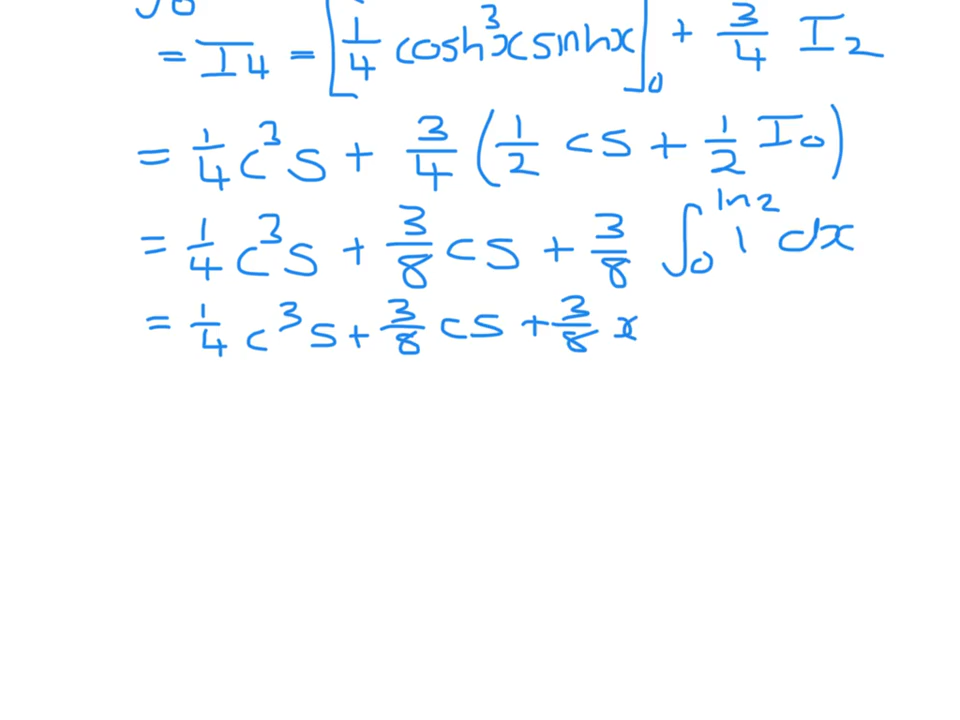 ∫0
= I4 = [1/4 cosh³x sinhx]0 + 3/4 I2
= 1/4 c³s + 3/4 (1/2 cs + 1/2 I0)
= 1/4 c³s + 3/8 cs + 3/8 ∫0^ln2 1 dx
= 1/4 c³s + 3/8 cs + 3/8 x